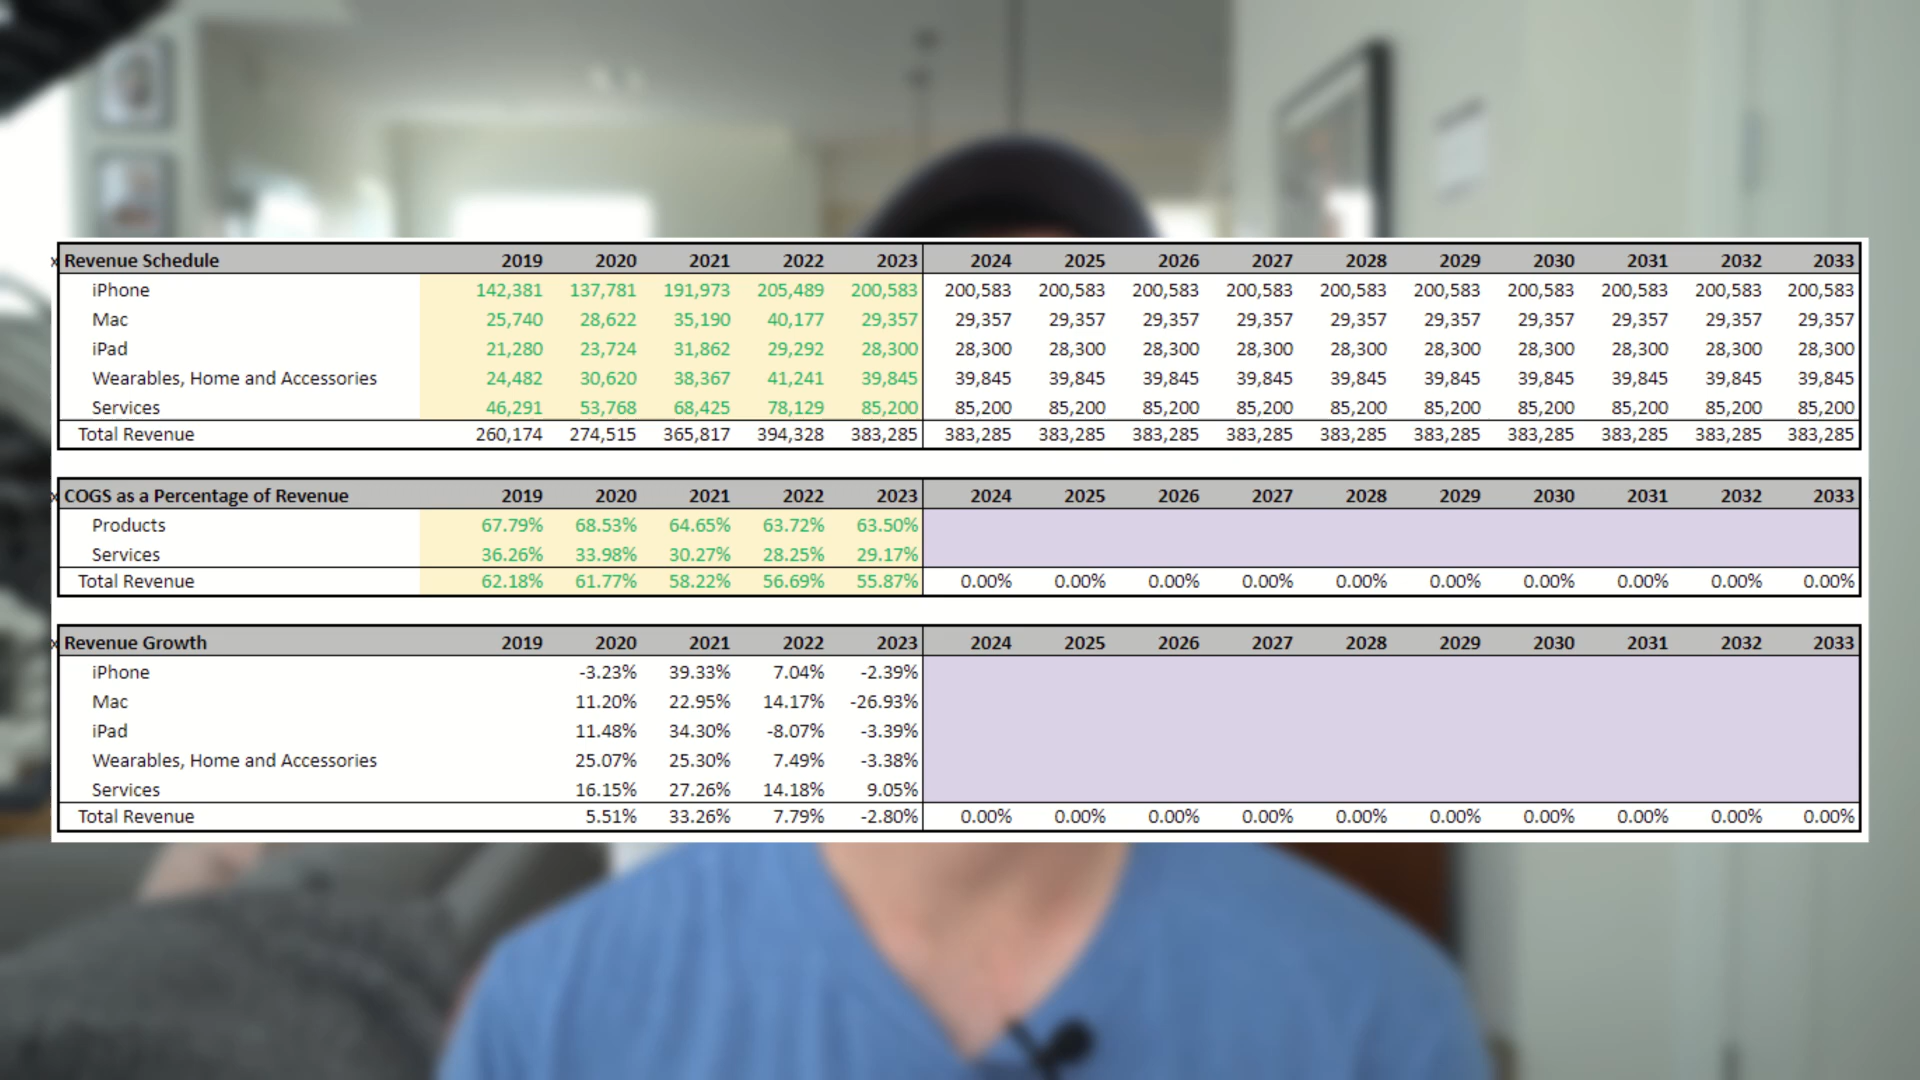 x Revenue Schedule 2019 2020 2021 2022 2023 2024 2025 2026 2027 2028 2029 2030 2031 2032 2033
iPhone 142,381 137,781 191,973 205,489 200,583 200,583 200,583 200,583 200,583 200,583 200,583 200,583 200,583 200,583 200,583
Mac 25,740 28,622 35,190 40,177 29,357 29,357 29,357 29,357 29,357 29,357 29,357 29,357 29,357 29,357 29,357
iPad 21,280 23,724 31,862 29,292 28,300 28,300 28,300 28,300 28,300 28,300 28,300 28,300 28,300 28,300 28,300
Wearables, Home and Accessories 24,482 30,620 38,367 41,241 39,845 39,845 39,845 39,845 39,845 39,845 39,845 39,845 39,845 39,845 39,845
Services 46,291 53,768 68,425 78,129 85,200 85,200 85,200 85,200 85,200 85,200 85,200 85,200 85,200 85,200 85,200
Total Revenue 260,174 274,515 365,817 394,328 383,285 383,285 383,285 383,285 383,285 383,285 383,285 383,285 383,285 383,285 383,285
x COGS as a Percentage of Revenue 2019 2020 2021 2022 2023 2024 2025 2026 2027 2028 2029 2030 2031 2032 2033
Products 67.79% 68.53% 64.65% 63.72% 63.50%
Services 36.26% 33.98% 30.27% 28.25% 29.17%
Total Revenue 62.18% 61.77% 58.22% 56.69% 55.87% 0.00% 0.00% 0.00% 0.00% 0.00% 0.00% 0.00% 0.00% 0.00% 0.00%
x Revenue Growth 2019 2020 2021 2022 2023 2024 2025 2026 2027 2028 2029 2030 2031 2032 2033
iPhone -3.23% 39.33% 7.04% -2.39%
Mac 11.20% 22.95% 14.17% -26.93%
iPad 11.48% 34.30% -8.07% -3.39%
Wearables, Home and Accessories 25.07% 25.30% 7.49% -3.38%
Services 16.15% 27.26% 14.18% 9.05%
Total Revenue 5.51% 33.26% 7.79% -2.80% 0.00% 0.00% 0.00% 0.00% 0.00% 0.00% 0.00% 0.00% 0.00% 0.00%